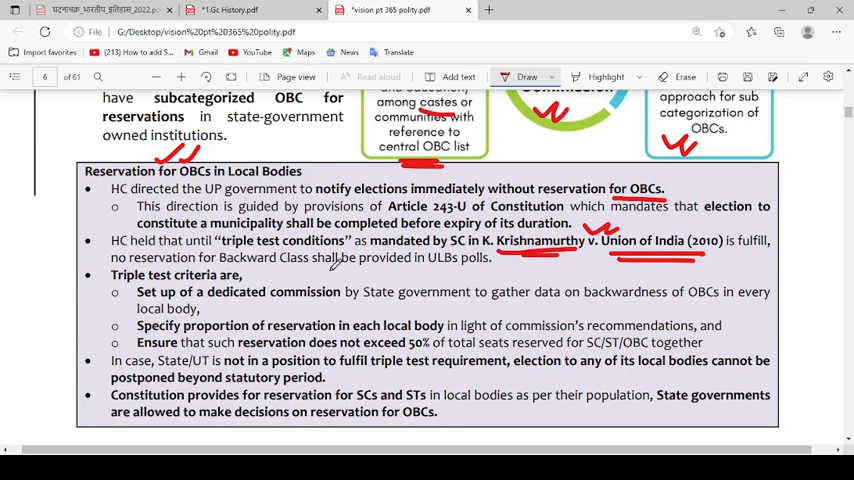 घटनाचक्र_भारतीय_इतिहास_2022.p
*1.Gc History.pdf
*vision pt 365 polity.pdf
File
G:/Desktop/vision%20pt%20365%20polity.pdf
Import favorites
(213) How to add S...
Gmail
YouTube
Maps
News
Translate
6 of 61
Page view
Read aloud
Add text
Draw
Highlight
Erase
have subcategorized OBC for
reservations in state-government
owned institutions.
among castes or
communities with
reference to
central OBC list
approach for sub
categorization of
OBCs.
Reservation for OBCs in Local Bodies
• HC directed the UP government to notify elections immediately without reservation for OBCs.
o This direction is guided by provisions of Article 243-U of Constitution which mandates that election to
constitute a municipality shall be completed before expiry of its duration.
• HC held that until “triple test conditions” as mandated by SC in K. Krishnamurthy v. Union of India (2010) is fulfill,
no reservation for Backward Class shall be provided in ULBs polls.
• Triple test criteria are,
o Set up of a dedicated commission by State government to gather data on backwardness of OBCs in every
local body,
o Specify proportion of reservation in each local body in light of commission’s recommendations, and
o Ensure that such reservation does not exceed 50% of total seats reserved for SC/ST/OBC together
• In case, State/UT is not in a position to fulfil triple test requirement, election to any of its local bodies cannot be
postponed beyond statutory period.
• Constitution provides for reservation for SCs and STs in local bodies as per their population, State governments
are allowed to make decisions on reservation for OBCs.